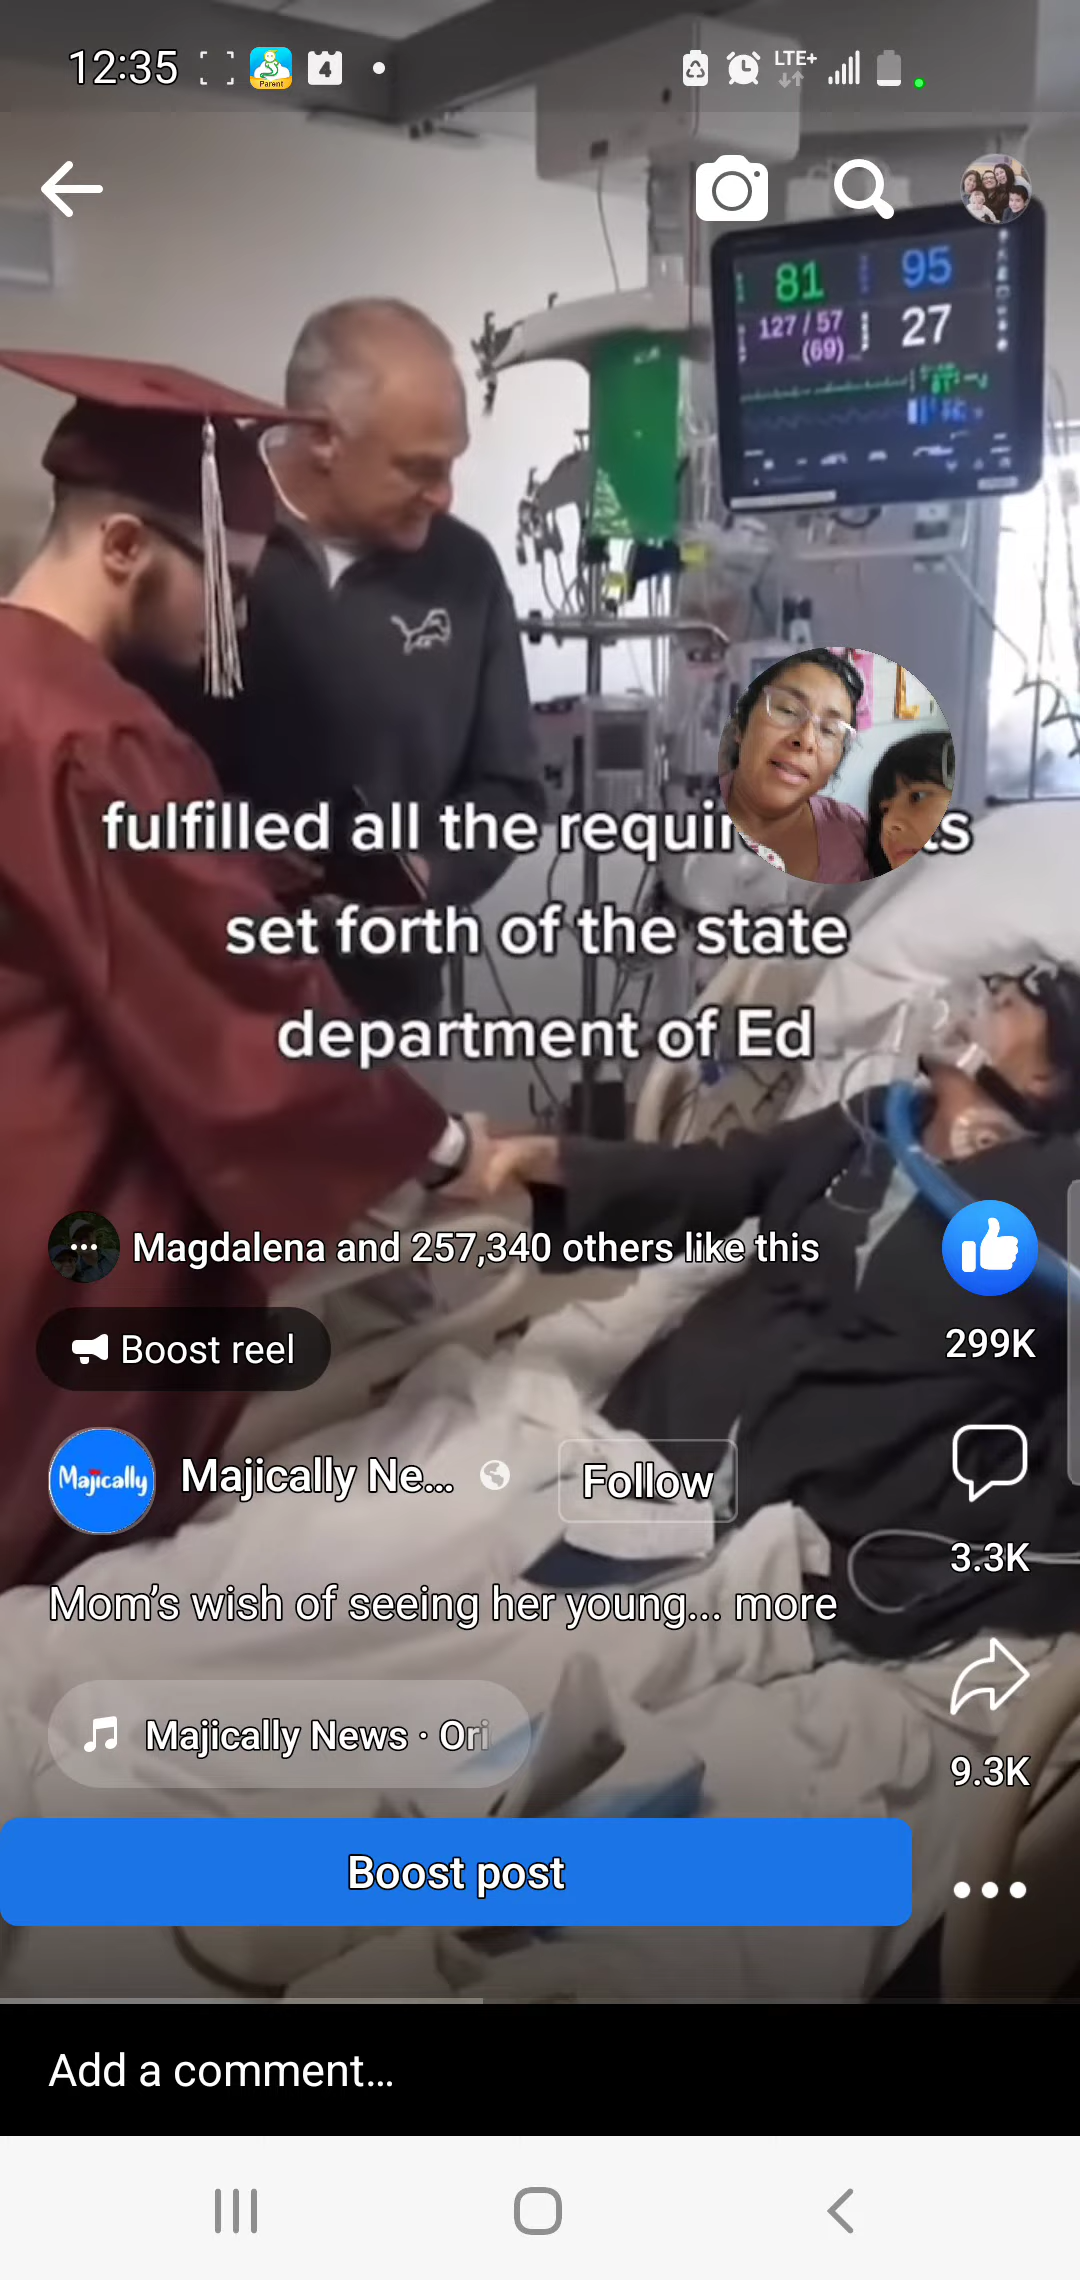 12:35
Parent
4
LTE+
81
95
127 / 57
(69)
27
fulfilled all the
set forth of the state
department of Ed
Magdalena and 257,340 others like this
Boost reel
299K
Majically
Majically Ne...
Follow
3.3K
Mom's wish of seeing her young... more
Majically News · Ori
9.3K
Boost post
Add a comment...